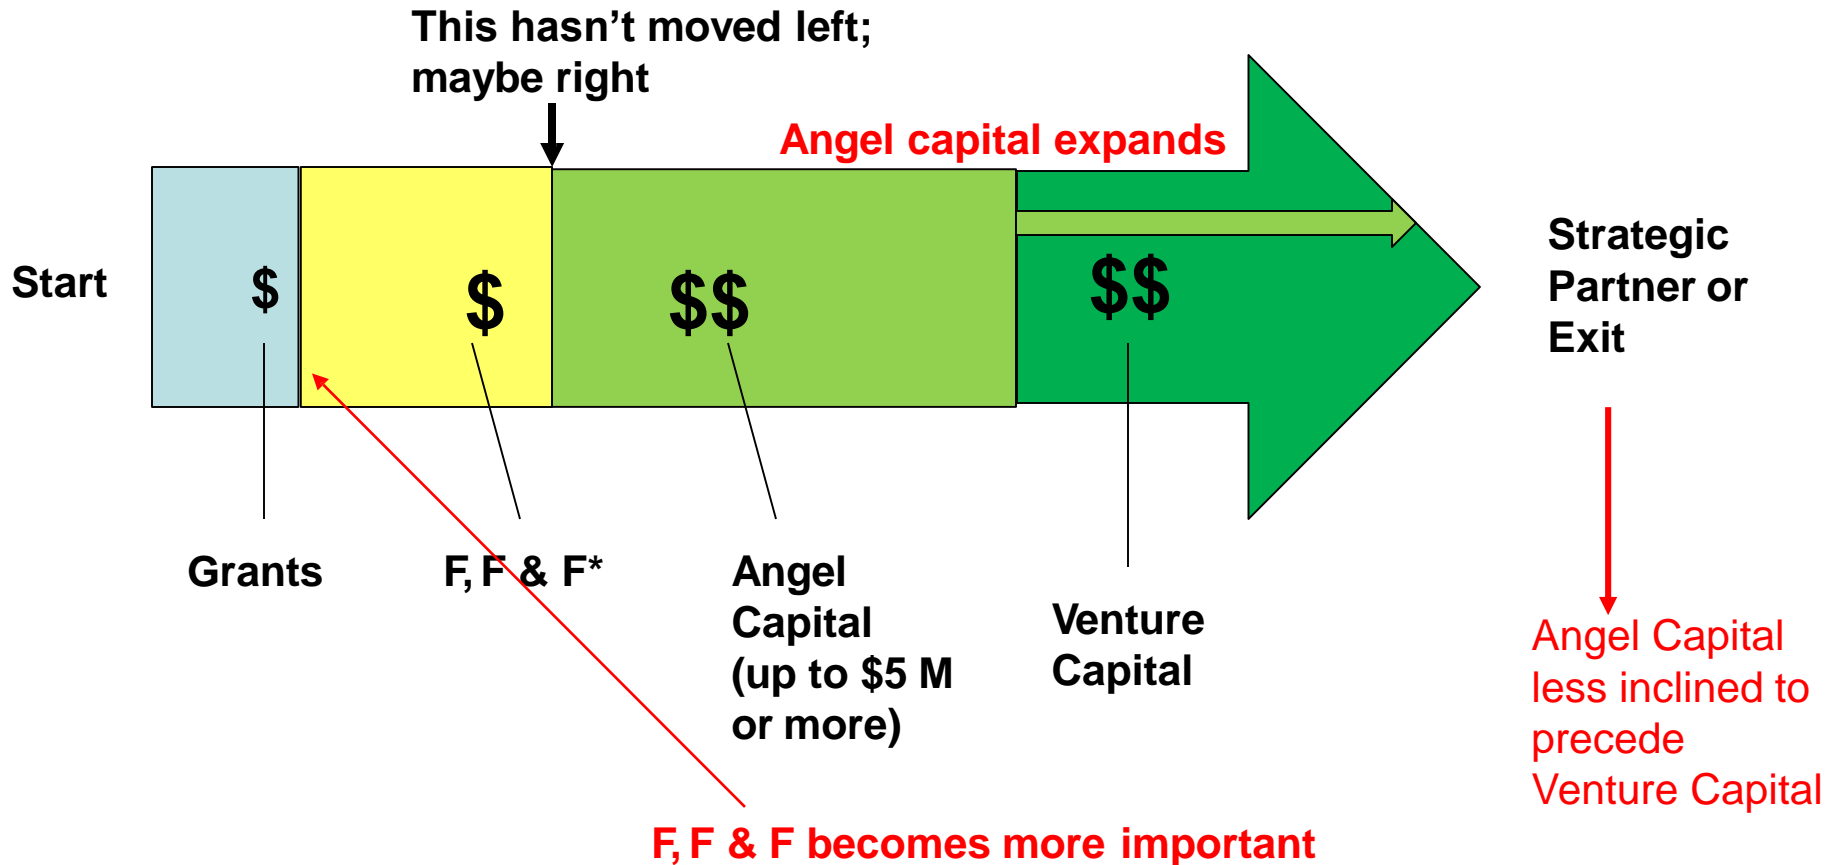 This hasn’t moved left;
maybe right
Angel capital expands
Start
$
$
$$
$$
Strategic
Partner or
Exit
Grants
F, F & F*
Angel
Capital
(up to $5 M
or more)
Venture
Capital
Angel Capital
less inclined to
precede
Venture Capital
F, F & F becomes more important